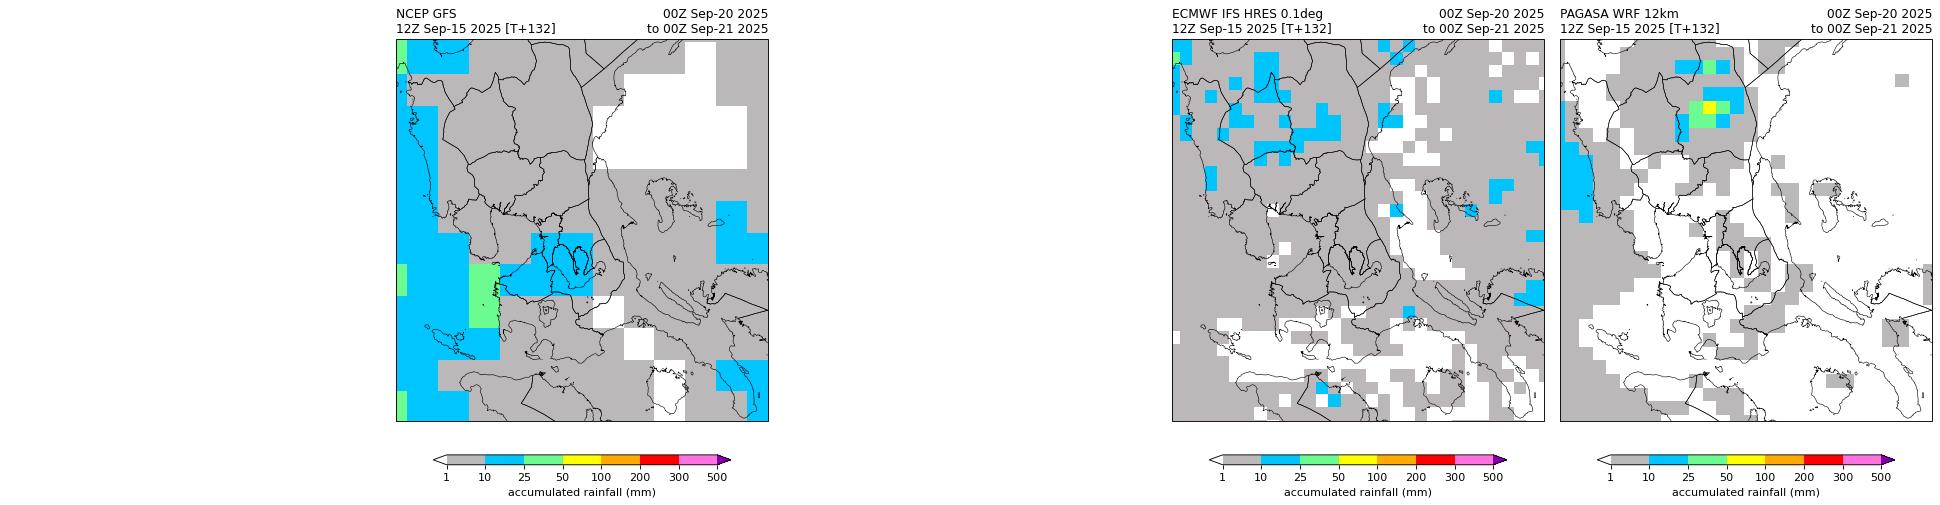 NCEP GFS 00Z Sep-20 2025
12Z Sep-15 2025 [T+132] to 00Z Sep-21 2025
1 10 25 50 100 200 300 500
accumulated rainfall (mm)
ECMWF IFS HRES 0.1deg 00Z Sep-20 2025
12Z Sep-15 2025 [T+132] to 00Z Sep-21 2025
1 10 25 50 100 200 300 500
accumulated rainfall (mm)
PAGASA WRF 12km 00Z Sep-20 2025
12Z Sep-15 2025 [T+132] to 00Z Sep-21 2025
1 10 25 50 100 200 300 500
accumulated rainfall (mm)